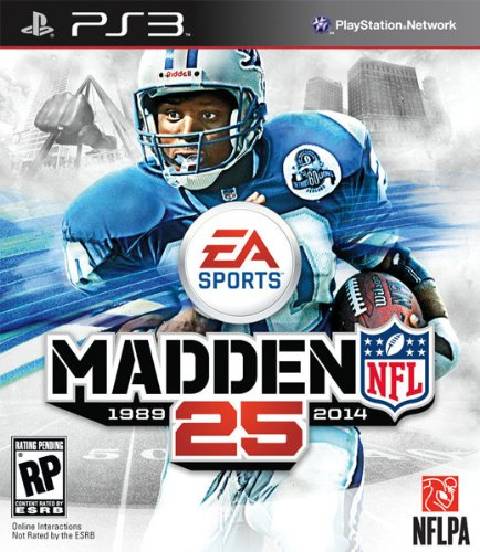 PS3
PlayStation®Network
Riddell
EA
SPORTS
MADDEN
NFL
1989 25 2014
RATING PENDING
RP
CONTENT RATED BY
ESRB
Online Interactions
Not Rated by the ESRB
NFLPA